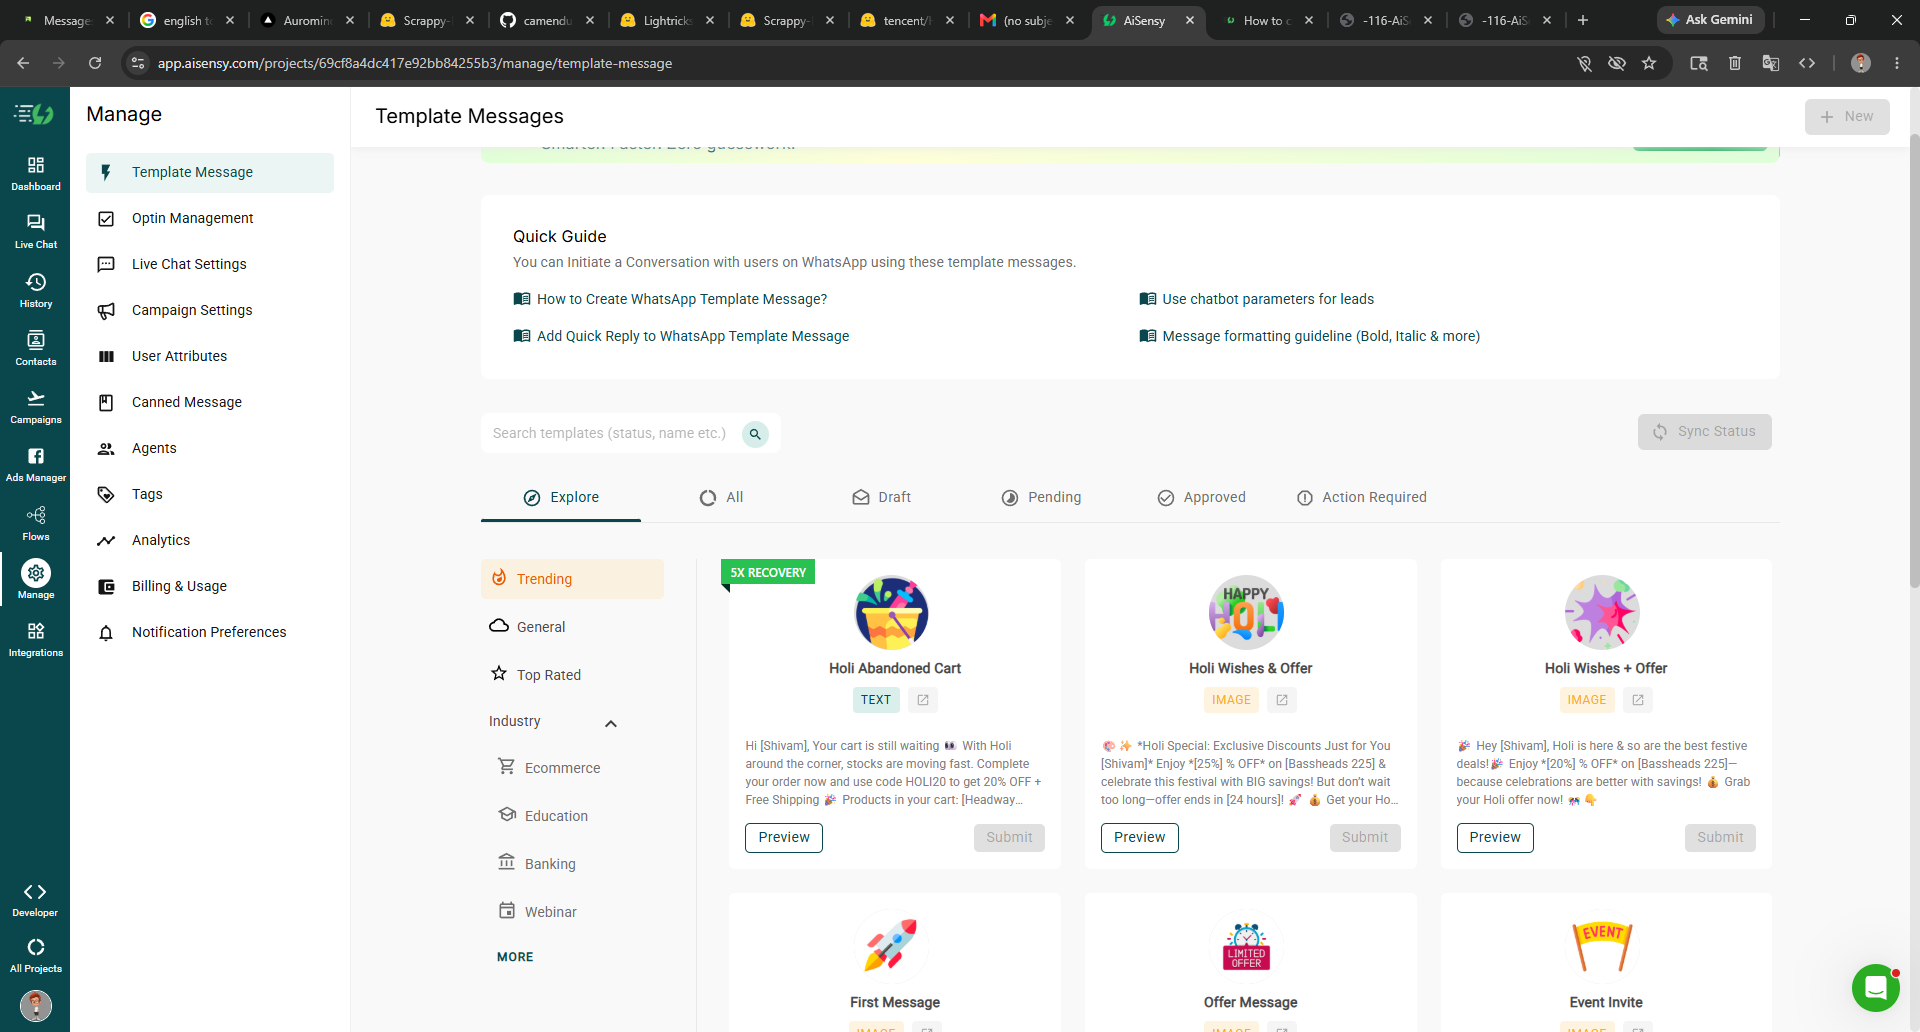 Message
english to
Auromin
Scrappy-
camendu
Lightricks
Scrappy-
tencent/
(no subje
AiSensy
How to c
-116-AiS
-116-AiS
Ask Gemini
app.aisensy.com/projects/69cf8a4dc417e92bb84255b3/manage/template-message
Manage
Template Messages
New
Smarter. Faster. Zero guesswork.
Dashboard
Live Chat
History
Contacts
Campaigns
Ads Manager
Flows
Manage
Integrations
Developer
All Projects
Template Message
Optin Management
Live Chat Settings
Campaign Settings
User Attributes
Canned Message
Agents
Tags
Analytics
Billing & Usage
Notification Preferences
Quick Guide
You can Initiate a Conversation with users on WhatsApp using these template messages.
How to Create WhatsApp Template Message?
Use chatbot parameters for leads
Add Quick Reply to WhatsApp Template Message
Message formatting guideline (Bold, Italic & more)
Search templates (status, name etc.)
Sync Status
Explore
All
Draft
Pending
Approved
Action Required
Trending
General
Top Rated
Industry
Ecommerce
Education
Banking
Webinar
MORE
5X RECOVERY
Holi Abandoned Cart
TEXT
Hi [Shivam], Your cart is still waiting 👀 With Holi
around the corner, stocks are moving fast. Complete
your order now and use code HOLI20 to get 20% OFF +
Free Shipping 🎉 Products in your cart: [Headway...
Preview
Submit
HAPPY
HOLI
Holi Wishes & Offer
IMAGE
🎨 ✨ *Holi Special: Exclusive Discounts Just for You
[Shivam]* Enjoy *[25%] % OFF* on [Bassheads 225] &
celebrate this festival with BIG savings! But don't wait
too long—offer ends in [24 hours]! 🚀 💰 Get your Ho...
Preview
Submit
Holi Wishes + Offer
IMAGE
🎉 Hey [Shivam], Holi is here & so are the best festive
deals!🎉 Enjoy *[20%] % OFF* on [Bassheads 225]—
because celebrations are better with savings! 💰 Grab
your Holi offer now! 🎊 👇
Preview
Submit
First Message
IMAGE
LIMITED
OFFER
Offer Message
IMAGE
EVENT
Event Invite
IMAGE